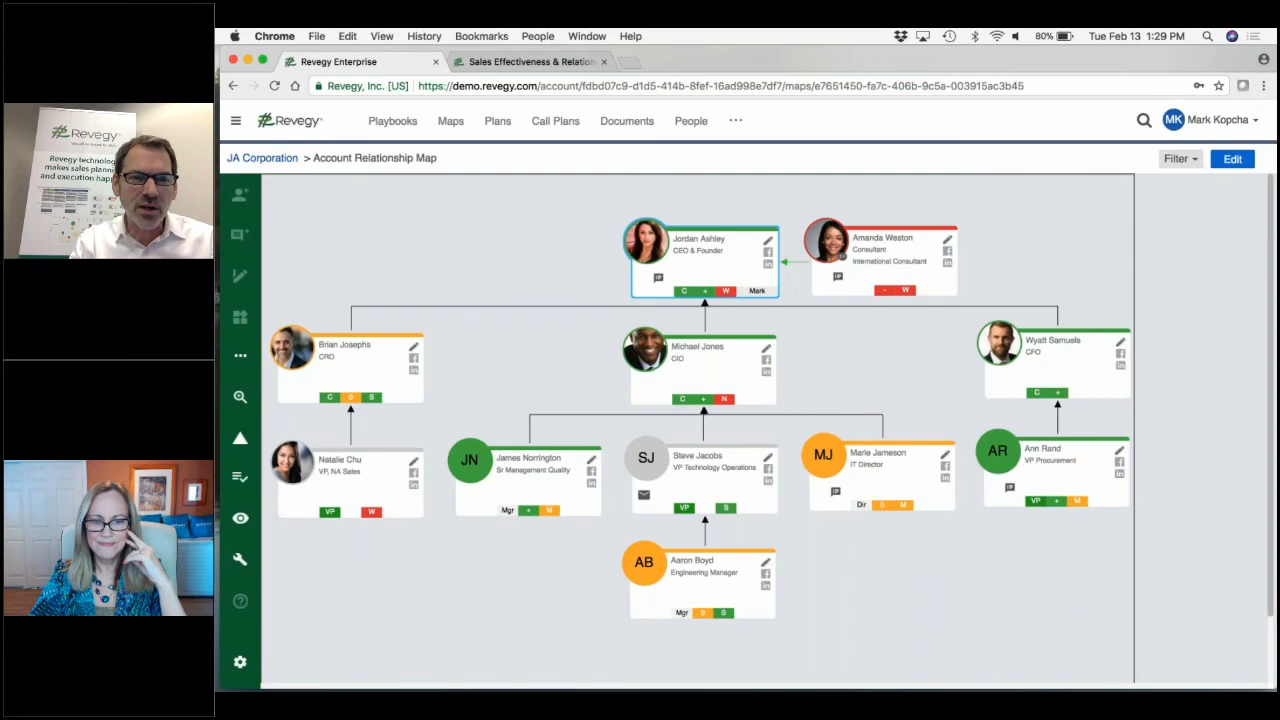 Chrome File Edit View History Bookmarks People Window Help 80% Tue Feb 13 1:29 PM
Revegy Enterprise × Sales Effectiveness & Relation ×
Revegy, Inc. [US] https://demo.revegy.com/account/fdbd07c9-d1d5-414b-8fef-16ad998e7df7/maps/e7651450-fa7c-406b-9c5a-003915ac3b45
Revegy Playbooks Maps Plans Call Plans Documents People ... MK Mark Kopcha
JA Corporation > Account Relationship Map Filter Edit
Revegy
Revegy technolo
makes sales plann
and execution happ
Jordan Ashley
CEO & Founder
C + W Mark
Amanda Weston
Consultant
International Consultant
- W
Brian Josephs
CRO
C 0 S
Michael Jones
CIO
C + N
Wyatt Samuels
CFO
C +
Natalie Chu
VP, NA Sales
VP W
JN
James Norrington
Sr Management Quality
Mgr + M
SJ
Steve Jacobs
VP Technology Operations
VP S
MJ
Marie Jameson
IT Director
Dir 0 M
AR
Ann Rand
VP Procurement
VP + M
AB
Aaron Boyd
Engineering Manager
Mgr 0 S